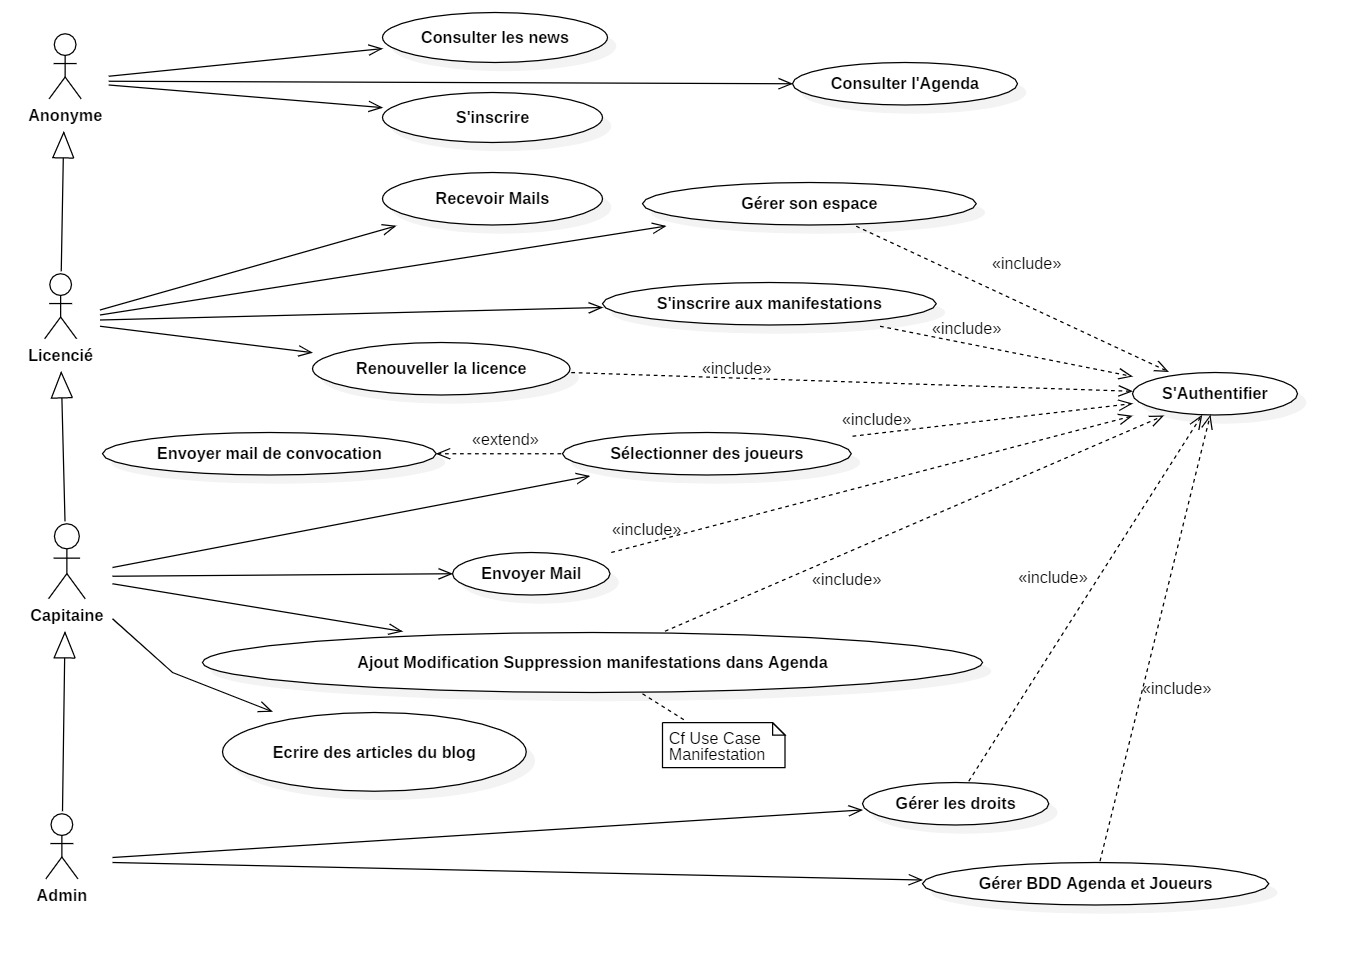 Consulter les news
Consulter l'Agenda
Anonyme
S'inscrire
Recevoir Mails
Gérer son espace
«include»
S'inscrire aux manifestations
«include»
Licencié
Renouveller la licence
«include»
S'Authentifier
«include»
«extend»
Envoyer mail de convocation
Sélectionner des joueurs
«include»
Envoyer Mail
«include»
«include»
Capitaine
Ajout Modification Suppression manifestations dans Agenda
«include»
Cf Use Case
Manifestation
Ecrire des articles du blog
Gérer les droits
Gérer BDD Agenda et Joueurs
Admin